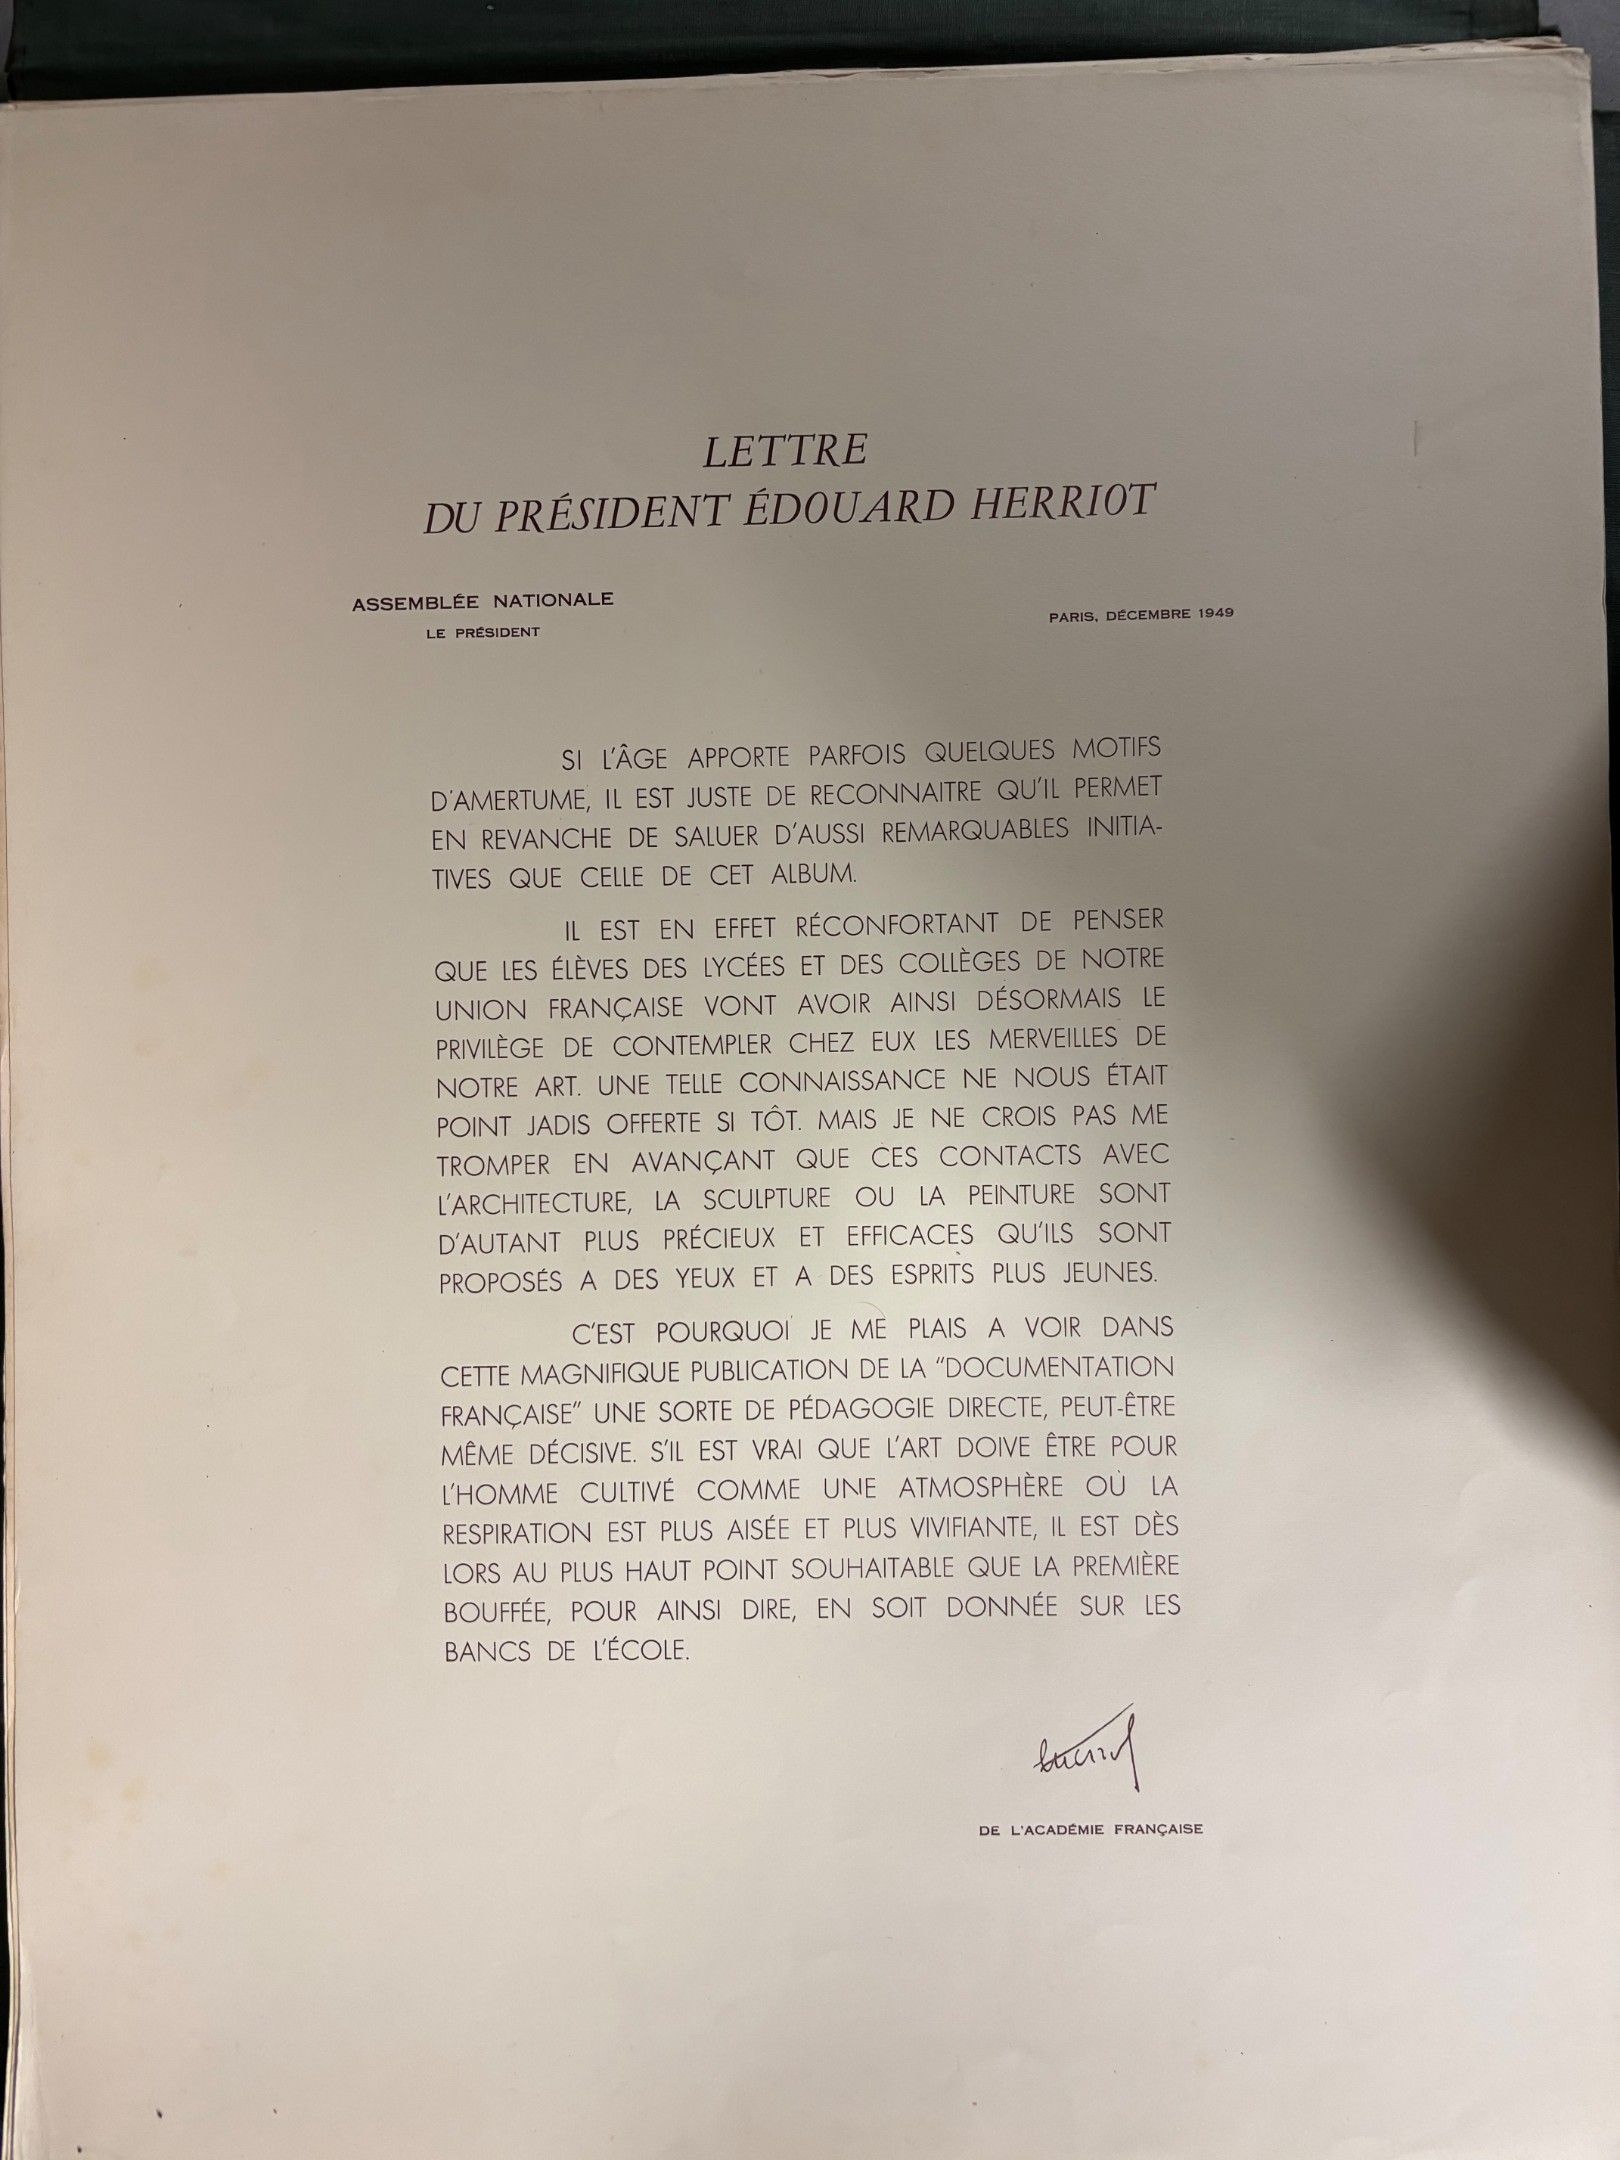 LETTRE
DU PRÉSIDENT ÉDOUARD HERRIOT
ASSEMBLÉE NATIONALE
LE PRÉSIDENT
PARIS, DÉCEMBRE 1949
SI L'ÂGE APPORTE PARFOIS QUELQUES MOTIFS
D'AMERTUME, IL EST JUSTE DE RECONNAITRE QU'IL PERMET
EN REVANCHE DE SALUER D'AUSSI REMARQUABLES INITIA-
TIVES QUE CELLE DE CET ALBUM.
IL EST EN EFFET RÉCONFORTANT DE PENSER
QUE LES ÉLÈVES DES LYCÉES ET DES COLLÈGES DE NOTRE
UNION FRANÇAISE VONT AVOIR AINSI DÉSORMAIS LE
PRIVILÈGE DE CONTEMPLER CHEZ EUX LES MERVEILLES DE
NOTRE ART. UNE TELLE CONNAISSANCE NE NOUS ÉTAIT
POINT JADIS OFFERTE SI TÔT. MAIS JE NE CROIS PAS ME
TROMPER EN AVANÇANT QUE CES CONTACTS AVEC
L'ARCHITECTURE, LA SCULPTURE OU LA PEINTURE SONT
D'AUTANT PLUS PRÉCIEUX ET EFFICACES QU'ILS SONT
PROPOSÉS A DES YEUX ET A DES ESPRITS PLUS JEUNES.
C'EST POURQUOI JE ME PLAIS A VOIR DANS
CETTE MAGNIFIQUE PUBLICATION DE LA "DOCUMENTATION
FRANÇAISE" UNE SORTE DE PÉDAGOGIE DIRECTE, PEUT-ÊTRE
MÊME DÉCISIVE. S'IL EST VRAI QUE L'ART DOIVE ÊTRE POUR
L'HOMME CULTIVÉ COMME UNE ATMOSPHÈRE OÙ LA
RESPIRATION EST PLUS AISÉE ET PLUS VIVIFIANTE, IL EST DÈS
LORS AU PLUS HAUT POINT SOUHAITABLE QUE LA PREMIÈRE
BOUFFÉE, POUR AINSI DIRE, EN SOIT DONNÉE SUR LES
BANCS DE L'ÉCOLE.
DE L'ACADÉMIE FRANÇAISE